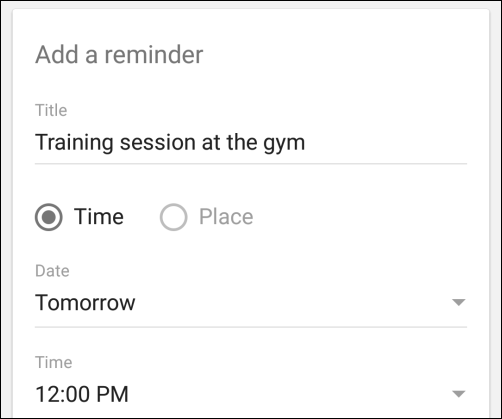 Add a reminder
Title
Training session at the gym
Time Place
Date
Tomorrow
Time
12:00 PM